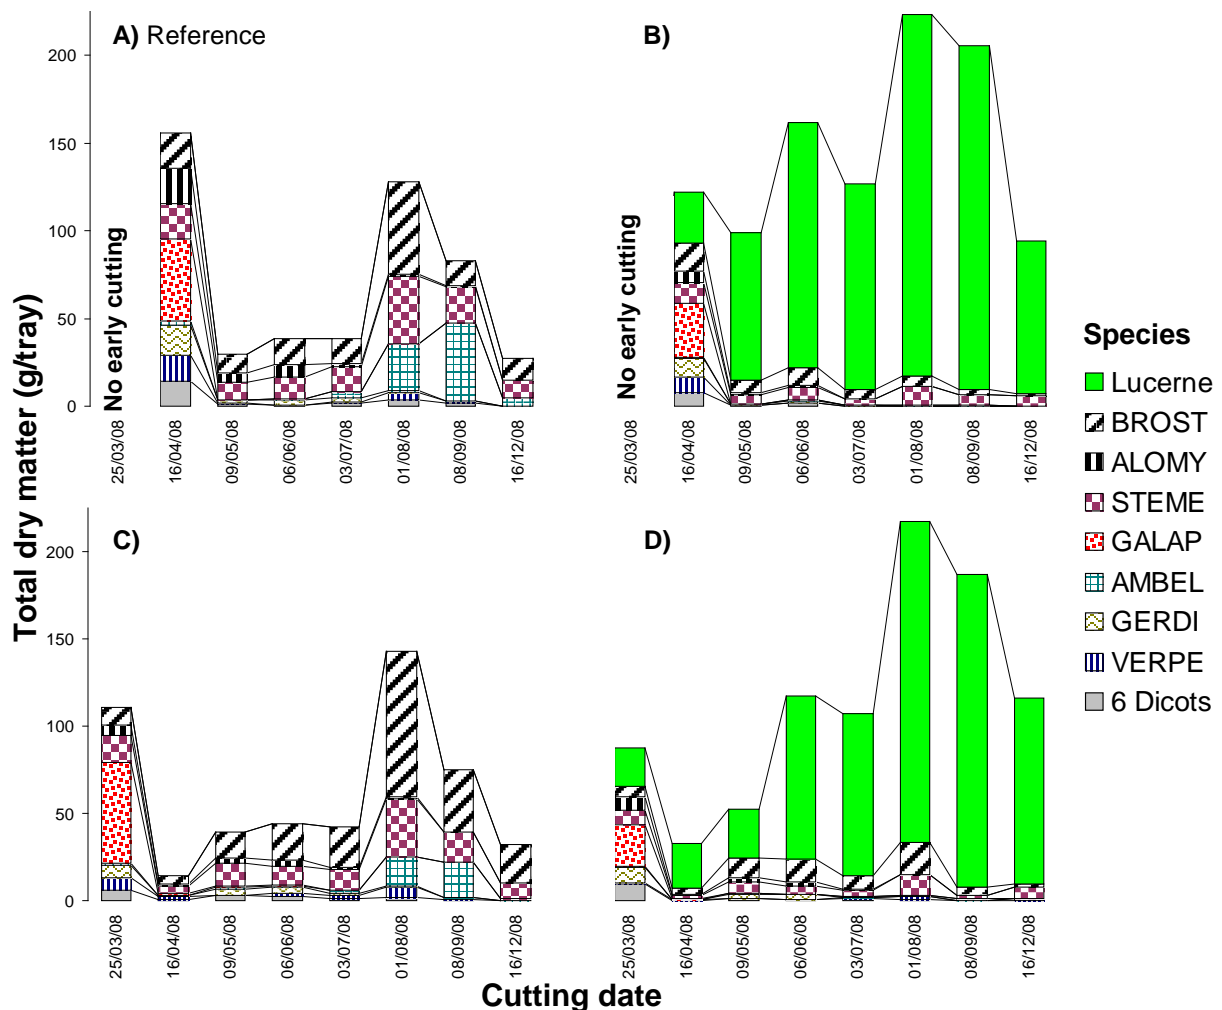 A) Reference
B)
200
150
100
50
0
No early cutting
No early cutting
25/03/08
16/04/08
09/05/08
06/06/08
03/07/08
01/08/08
08/09/08
16/12/08
25/03/08
16/04/08
09/05/08
06/06/08
03/07/08
01/08/08
08/09/08
16/12/08
Total dry matter (g/tray)
C)
D)
200
150
100
50
0
25/03/08
16/04/08
09/05/08
06/06/08
03/07/08
01/08/08
08/09/08
16/12/08
25/03/08
16/04/08
09/05/08
06/06/08
03/07/08
01/08/08
08/09/08
16/12/08
Cutting date
Species
Lucerne
BROST
ALOMY
STEME
GALAP
AMBEL
GERDI
VERPE
6 Dicots